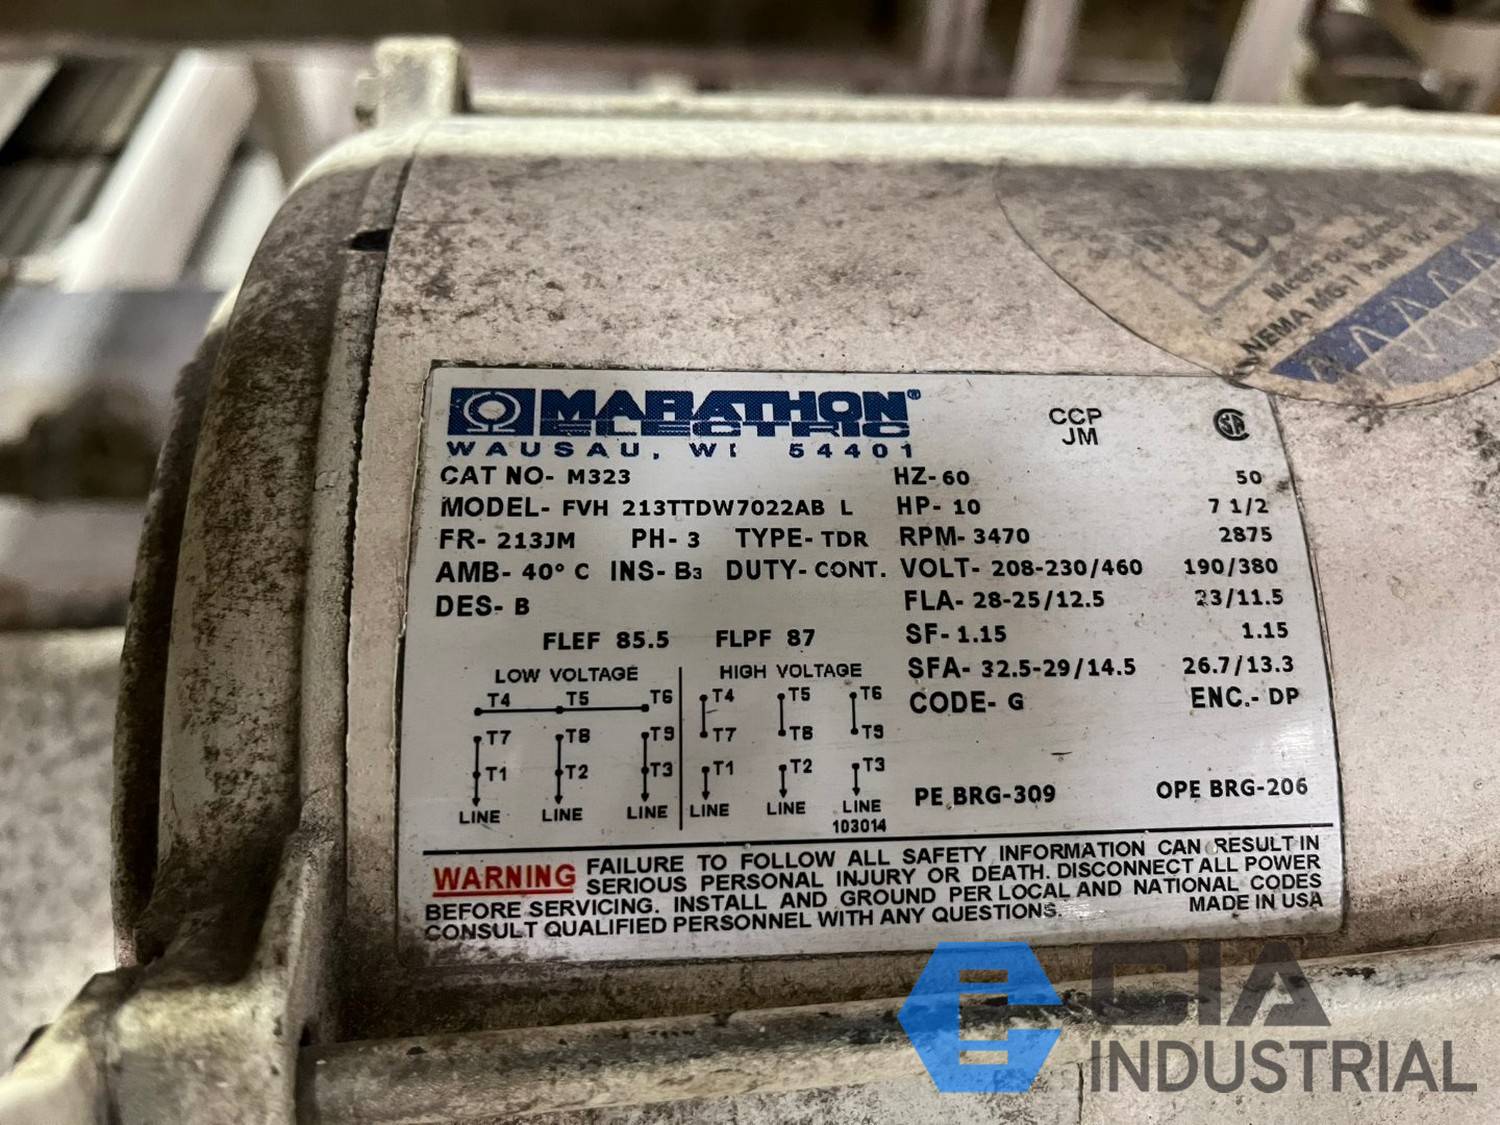 Meets or Exceeds
NEMA MG-1 Part
MARATHON®
ELECTRIC
WAUSAU, WI 54401
CCP
JM
CAT NO- M323 HZ- 60 50
MODEL- FVH 213TTDW7022AB L HP- 10 7 1/2
FR- 213JM PH- 3 TYPE- TDR RPM- 3470 2875
AMB- 40° C INS- B3 DUTY- CONT. VOLT- 208-230/460 190/380
DES- B FLA- 28-25/12.5 23/11.5
FLEF 85.5 FLPF 87 SF- 1.15 1.15
LOW VOLTAGE HIGH VOLTAGE SFA- 32.5-29/14.5 26.7/13.3
T4 T5 T6 T4 T5 T6 CODE- G ENC.- DP
T7 T8 T9 T7 T8 T9
T1 T2 T3 T1 T2 T3
LINE LINE LINE LINE LINE LINE PE BRG-309 OPE BRG-206
103014
WARNING FAILURE TO FOLLOW ALL SAFETY INFORMATION CAN RESULT IN
SERIOUS PERSONAL INJURY OR DEATH. DISCONNECT ALL POWER
BEFORE SERVICING. INSTALL AND GROUND PER LOCAL AND NATIONAL CODES
CONSULT QUALIFIED PERSONNEL WITH ANY QUESTIONS. MADE IN USA
CIA
INDUSTRIAL